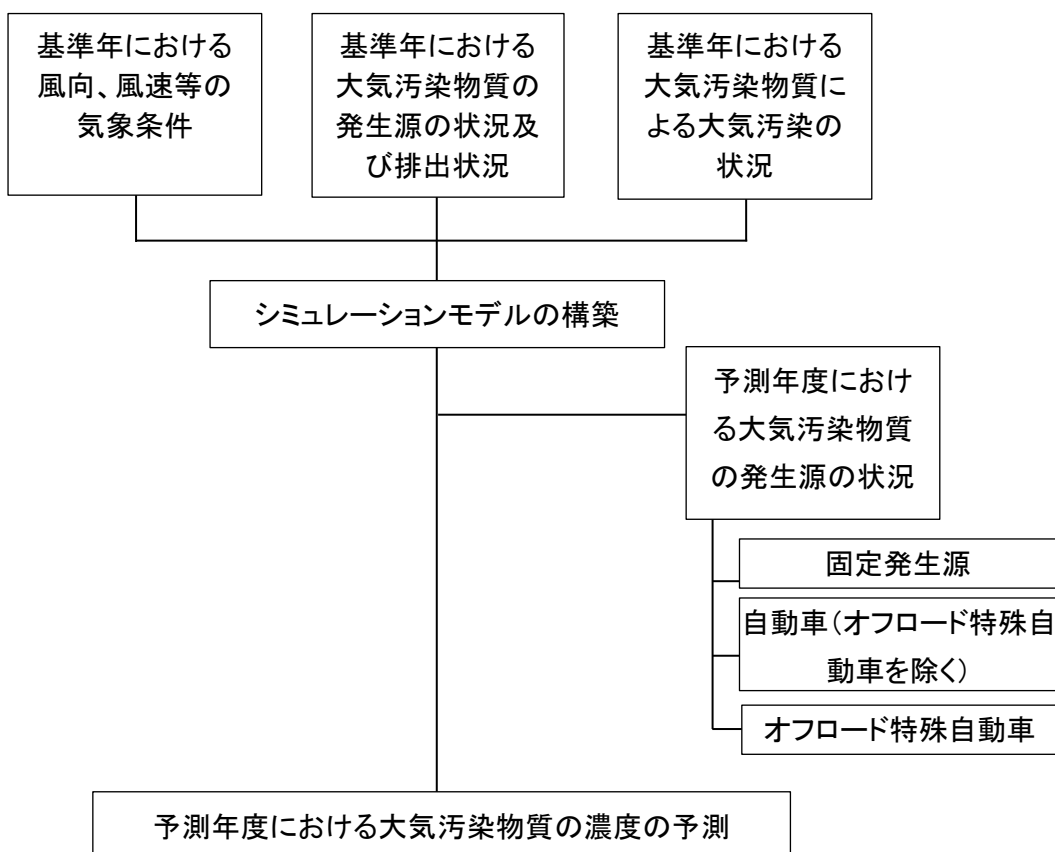 基準年における
風向、風速等の
気象条件
基準年における
大気汚染物質の
発生源の状況及
び排出状況
基準年における
大気汚染物質に
よる大気汚染の
状況
シミュレーションモデルの構築
予測年度におけ
る大気汚染物質
の発生源の状況
固定発生源
自動車(オフロード特殊自
動車を除く)
オフロード特殊自動車
予測年度における大気汚染物質の濃度の予測